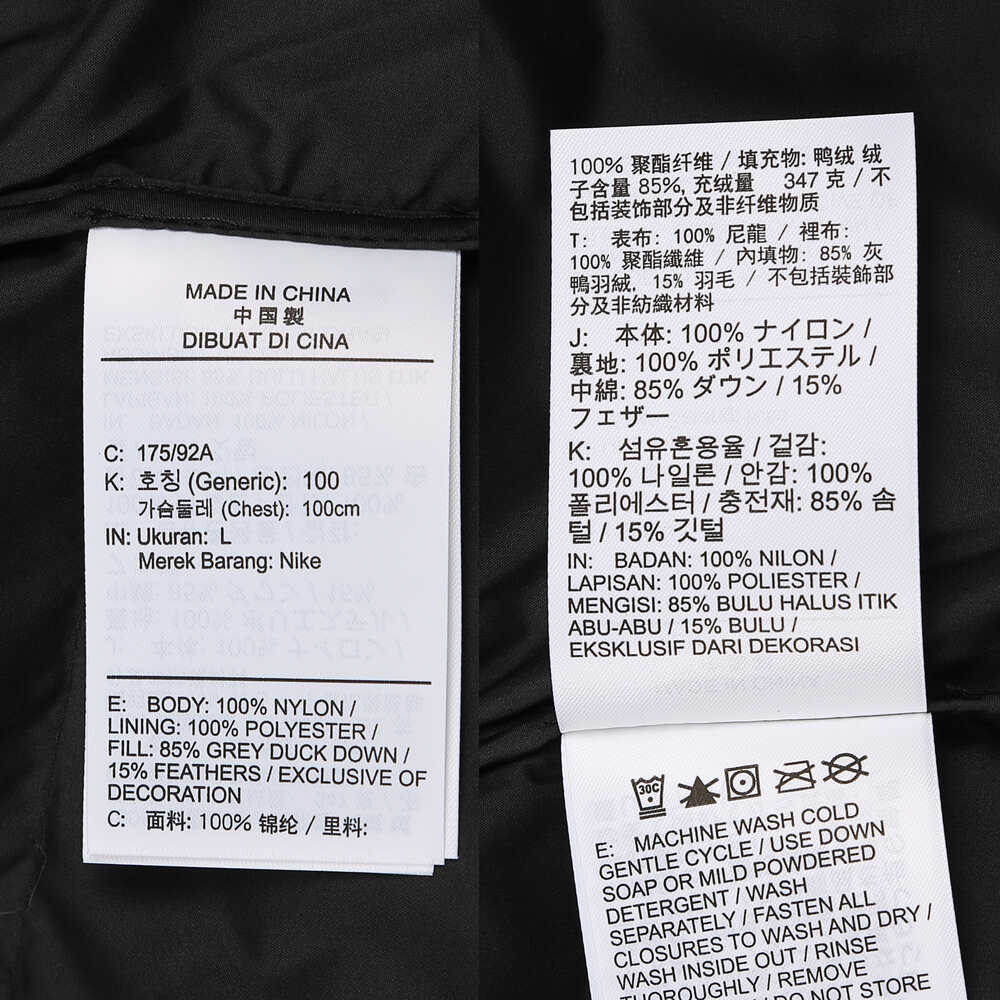 MADE IN CHINA
中国製
DIBUAT DI CINA
C: 175/92A
K: 호칭 (Generic): 100
가슴둘레 (Chest): 100cm
IN: Ukuran: L
Merek Barang: Nike
E: BODY: 100% NYLON /
LINING: 100% POLYESTER /
FILL: 85% GREY DUCK DOWN /
15% FEATHERS / EXCLUSIVE OF
DECORATION
C: 面料: 100% 锦纶 / 里料:
100% 聚酯纤维 / 填充物: 鸭绒 绒
子含量 85%, 充绒量 347 克 / 不
包括装饰部分及非纤维物质
T: 表布: 100% 尼龍 / 裡布:
100% 聚酯纖維 / 內填物: 85% 灰
鴨羽絨, 15% 羽毛 / 不包括裝飾部
分及非紡織材料
J: 本体: 100% ナイロン /
裏地: 100% ポリエステル /
中綿: 85% ダウン / 15%
フェザー
K: 섬유혼용율 / 겉감:
100% 나일론 / 안감: 100%
폴리에스터 / 충전재: 85% 솜
털 / 15% 깃털
IN: BADAN: 100% NILON /
LAPISAN: 100% POLIESTER /
MENGISI: 85% BULU HALUS ITIK
ABU-ABU / 15% BULU /
EKSKLUSIF DARI DEKORASI
30C
E: MACHINE WASH COLD
GENTLE CYCLE / USE DOWN
SOAP OR MILD POWDERED
DETERGENT / WASH
SEPARATELY / FASTEN ALL
CLOSURES TO WASH AND DRY /
WASH INSIDE OUT / RINSE
THOROUGHLY / REMOVE
DO NOT STORE